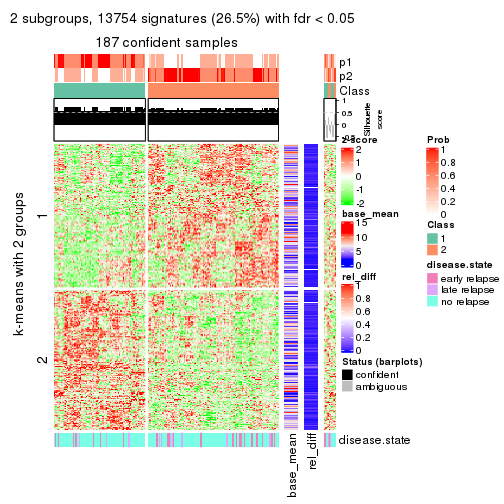 2 subgroups, 13754 signatures (26.5%) with fdr < 0.05
187 confident samples
p1
p2
Class
1
0.5
0
-0.5
Silhouette
score
k-means with 2 groups
1
2
z-score
2
1
0
-1
-2
base_mean
15
10
5
0
rel_diff
1
0.8
0.6
0.4
0.2
0
Status (barplots)
confident
ambiguous
Prob
1
0.8
0.6
0.4
0.2
0
Class
1
2
disease.state
early relapse
late relapse
no relapse
disease.state
base_mean
rel_diff